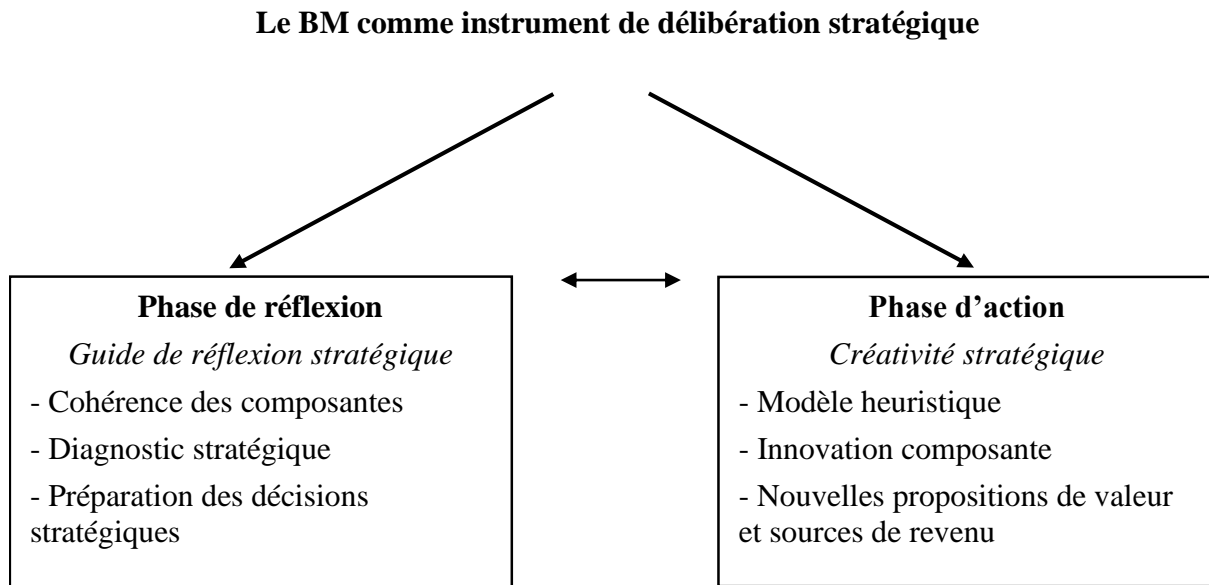 Le BM comme instrument de délibération stratégique
Phase de réflexion
Guide de réflexion stratégique
- Cohérence des composantes
- Diagnostic stratégique
- Préparation des décisions
stratégiques
Phase d’action
Créativité stratégique
- Modèle heuristique
- Innovation composante
- Nouvelles propositions de valeur
et sources de revenu